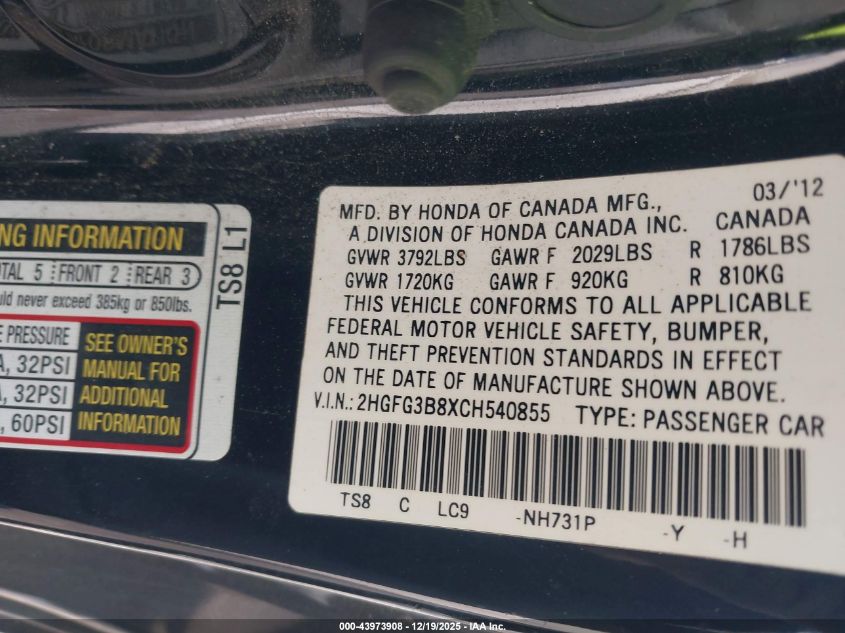 NG INFORMATION
TOTAL 5 FRONT 2 REAR 3
uld never exceed 385kg or 850lbs.
E PRESSURE
A, 32PSI
A, 32PSI
, 60PSI
SEE OWNER'S
MANUAL FOR
ADDITIONAL
INFORMATION
TS8 L1
03/'12
MFD. BY HONDA OF CANADA MFG.,
A DIVISION OF HONDA CANADA INC. CANADA
GVWR 3792LBS GAWR F 2029LBS R 1786LBS
GVWR 1720KG GAWR F 920KG R 810KG
THIS VEHICLE CONFORMS TO ALL APPLICABLE
FEDERAL MOTOR VEHICLE SAFETY, BUMPER,
AND THEFT PREVENTION STANDARDS IN EFFECT
ON THE DATE OF MANUFACTURE SHOWN ABOVE.
V.I.N.: 2HGFG3B8XCH540855 TYPE: PASSENGER CAR
TS8 C LC9 -NH731P -Y -H
000-43973908 - 12/19/2025 - IAA Inc.